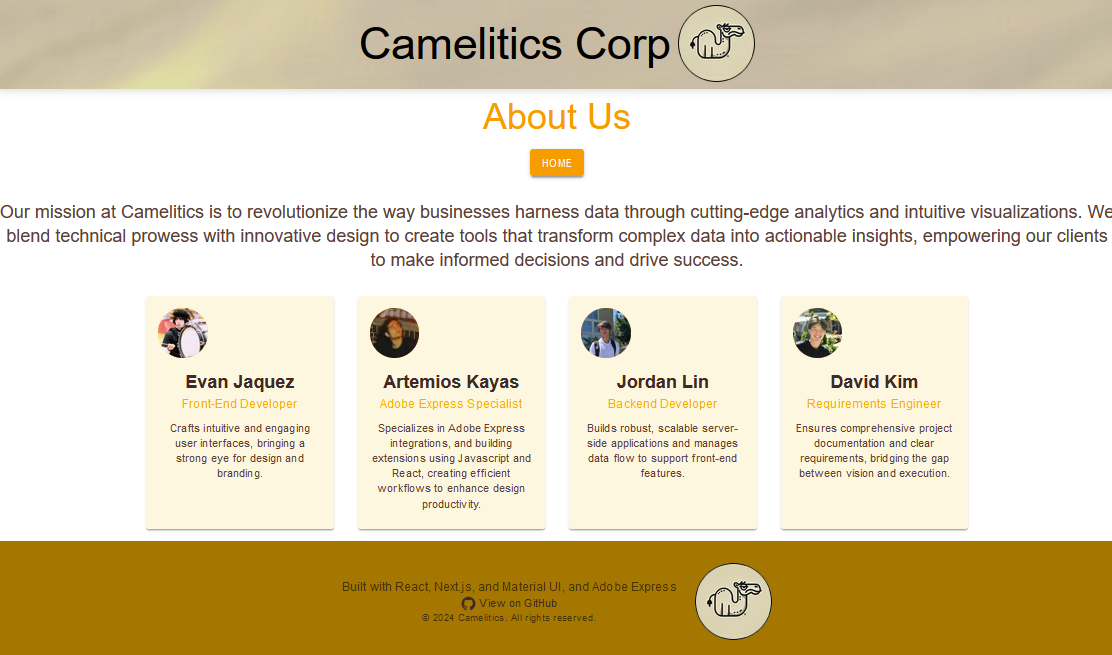 Camelitics Corp
About Us
HOME
Our mission at Camelitics is to revolutionize the way businesses harness data through cutting-edge analytics and intuitive visualizations. We
blend technical prowess with innovative design to create tools that transform complex data into actionable insights, empowering our clients
to make informed decisions and drive success.
Evan Jaquez
Front-End Developer
Crafts intuitive and engaging
user interfaces, bringing a
strong eye for design and
branding.
Artemios Kayas
Adobe Express Specialist
Specializes in Adobe Express
integrations, and building
extensions using Javascript and
React, creating efficient
workflows to enhance design
productivity.
Jordan Lin
Backend Developer
Builds robust, scalable server-
side applications and manages
data flow to support front-end
features.
David Kim
Requirements Engineer
Ensures comprehensive project
documentation and clear
requirements, bridging the gap
between vision and execution.
Built with React, Next.js, and Material UI, and Adobe Express
View on GitHub
© 2024 Camelitics. All rights reserved.